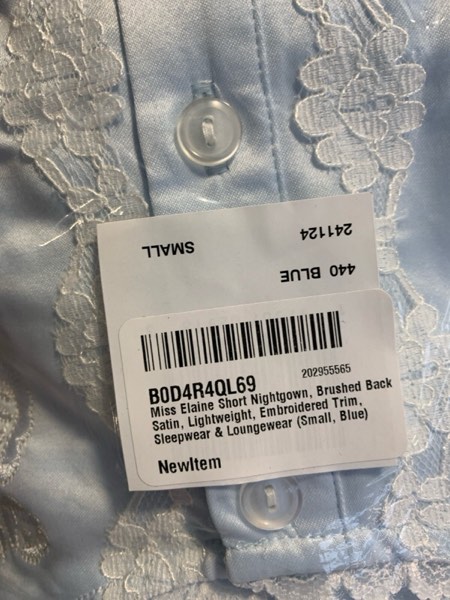 SMALL
241124
440 BLUE
202955565
B0D4R4QL69
Miss Elaine Short Nightgown, Brushed Back
Satin, Lightweight, Embroidered Trim,
Sleepwear & Loungewear (Small, Blue)
NewItem